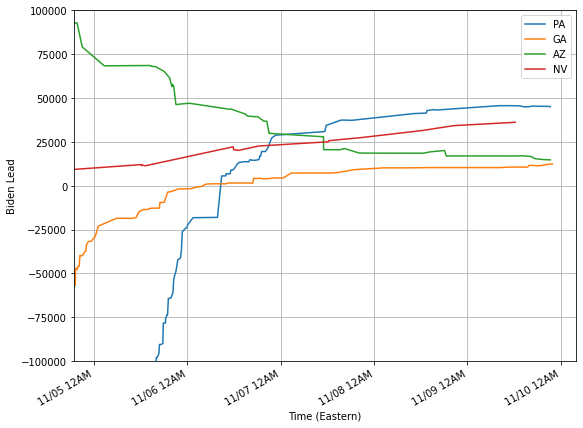 100000
75000
50000
25000
0
−25000
−50000
−75000
−100000
Biden Lead
PA
GA
AZ
NV
11/05 12AM
11/06 12AM
11/07 12AM
11/08 12AM
11/09 12AM
11/10 12AM
Time (Eastern)